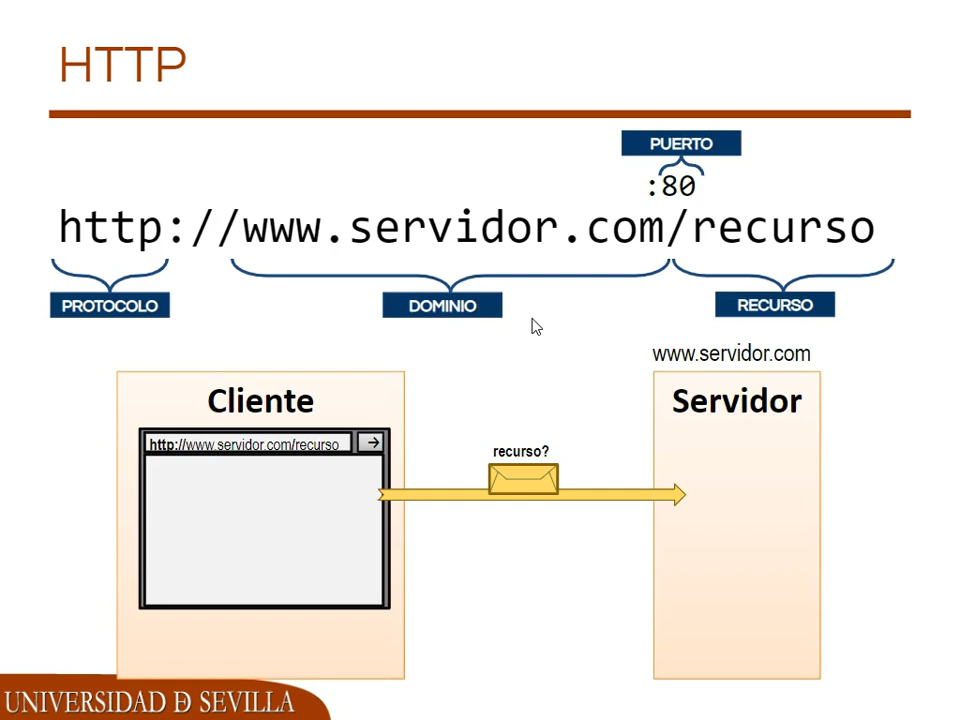 HTTP
PUERTO
:80
http://www.servidor.com/recurso
PROTOCOLO
DOMINIO
RECURSO
www.servidor.com
Cliente
Servidor
http://www.servidor.com/recurso
recurso?
UNIVERSIDAD DE SEVILLA